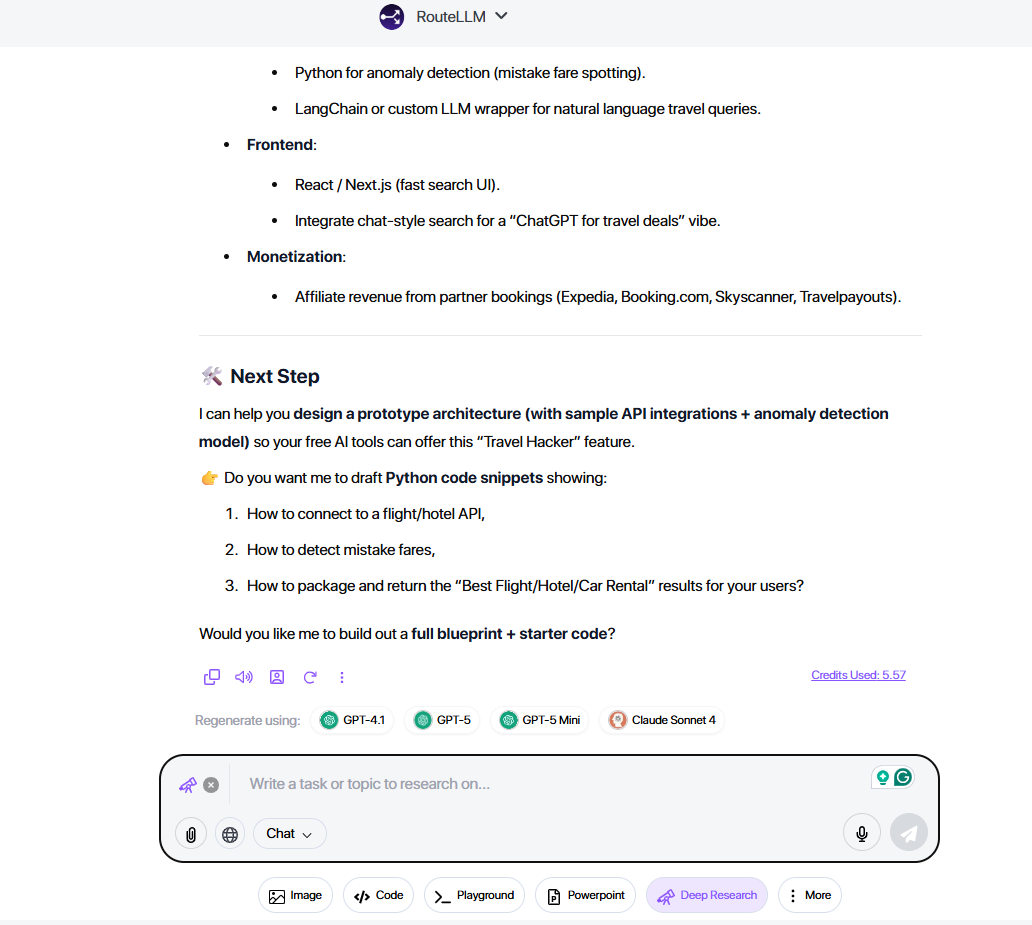 RouteLLM
Python for anomaly detection (mistake fare spotting).
LangChain or custom LLM wrapper for natural language travel queries.
Frontend:
React / Next.js (fast search UI).
Integrate chat-style search for a “ChatGPT for travel deals” vibe.
Monetization:
Affiliate revenue from partner bookings (Expedia, Booking.com, Skyscanner, Travelpayouts).
🛠️ Next Step
I can help you design a prototype architecture (with sample API integrations + anomaly detection
model) so your free AI tools can offer this “Travel Hacker” feature.
👉 Do you want me to draft Python code snippets showing:
1. How to connect to a flight/hotel API,
2. How to detect mistake fares,
3. How to package and return the “Best Flight/Hotel/Car Rental” results for your users?
Would you like me to build out a full blueprint + starter code?
Credits Used: 5.57
Regenerate using: GPT-4.1 GPT-5 GPT-5 Mini Claude Sonnet 4
Write a task or topic to research on...
Chat
Image Code Playground Powerpoint Deep Research More